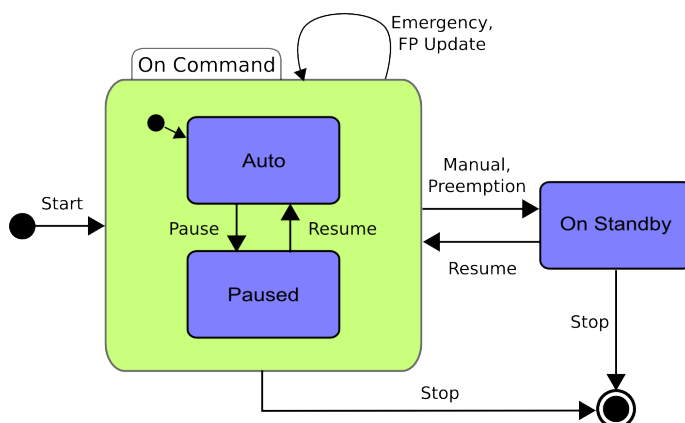 Emergency,
FP Update
On Command
Auto
Manual,
Preemption
Start
Pause
Resume
On Standby
Resume
Paused
Stop
Stop